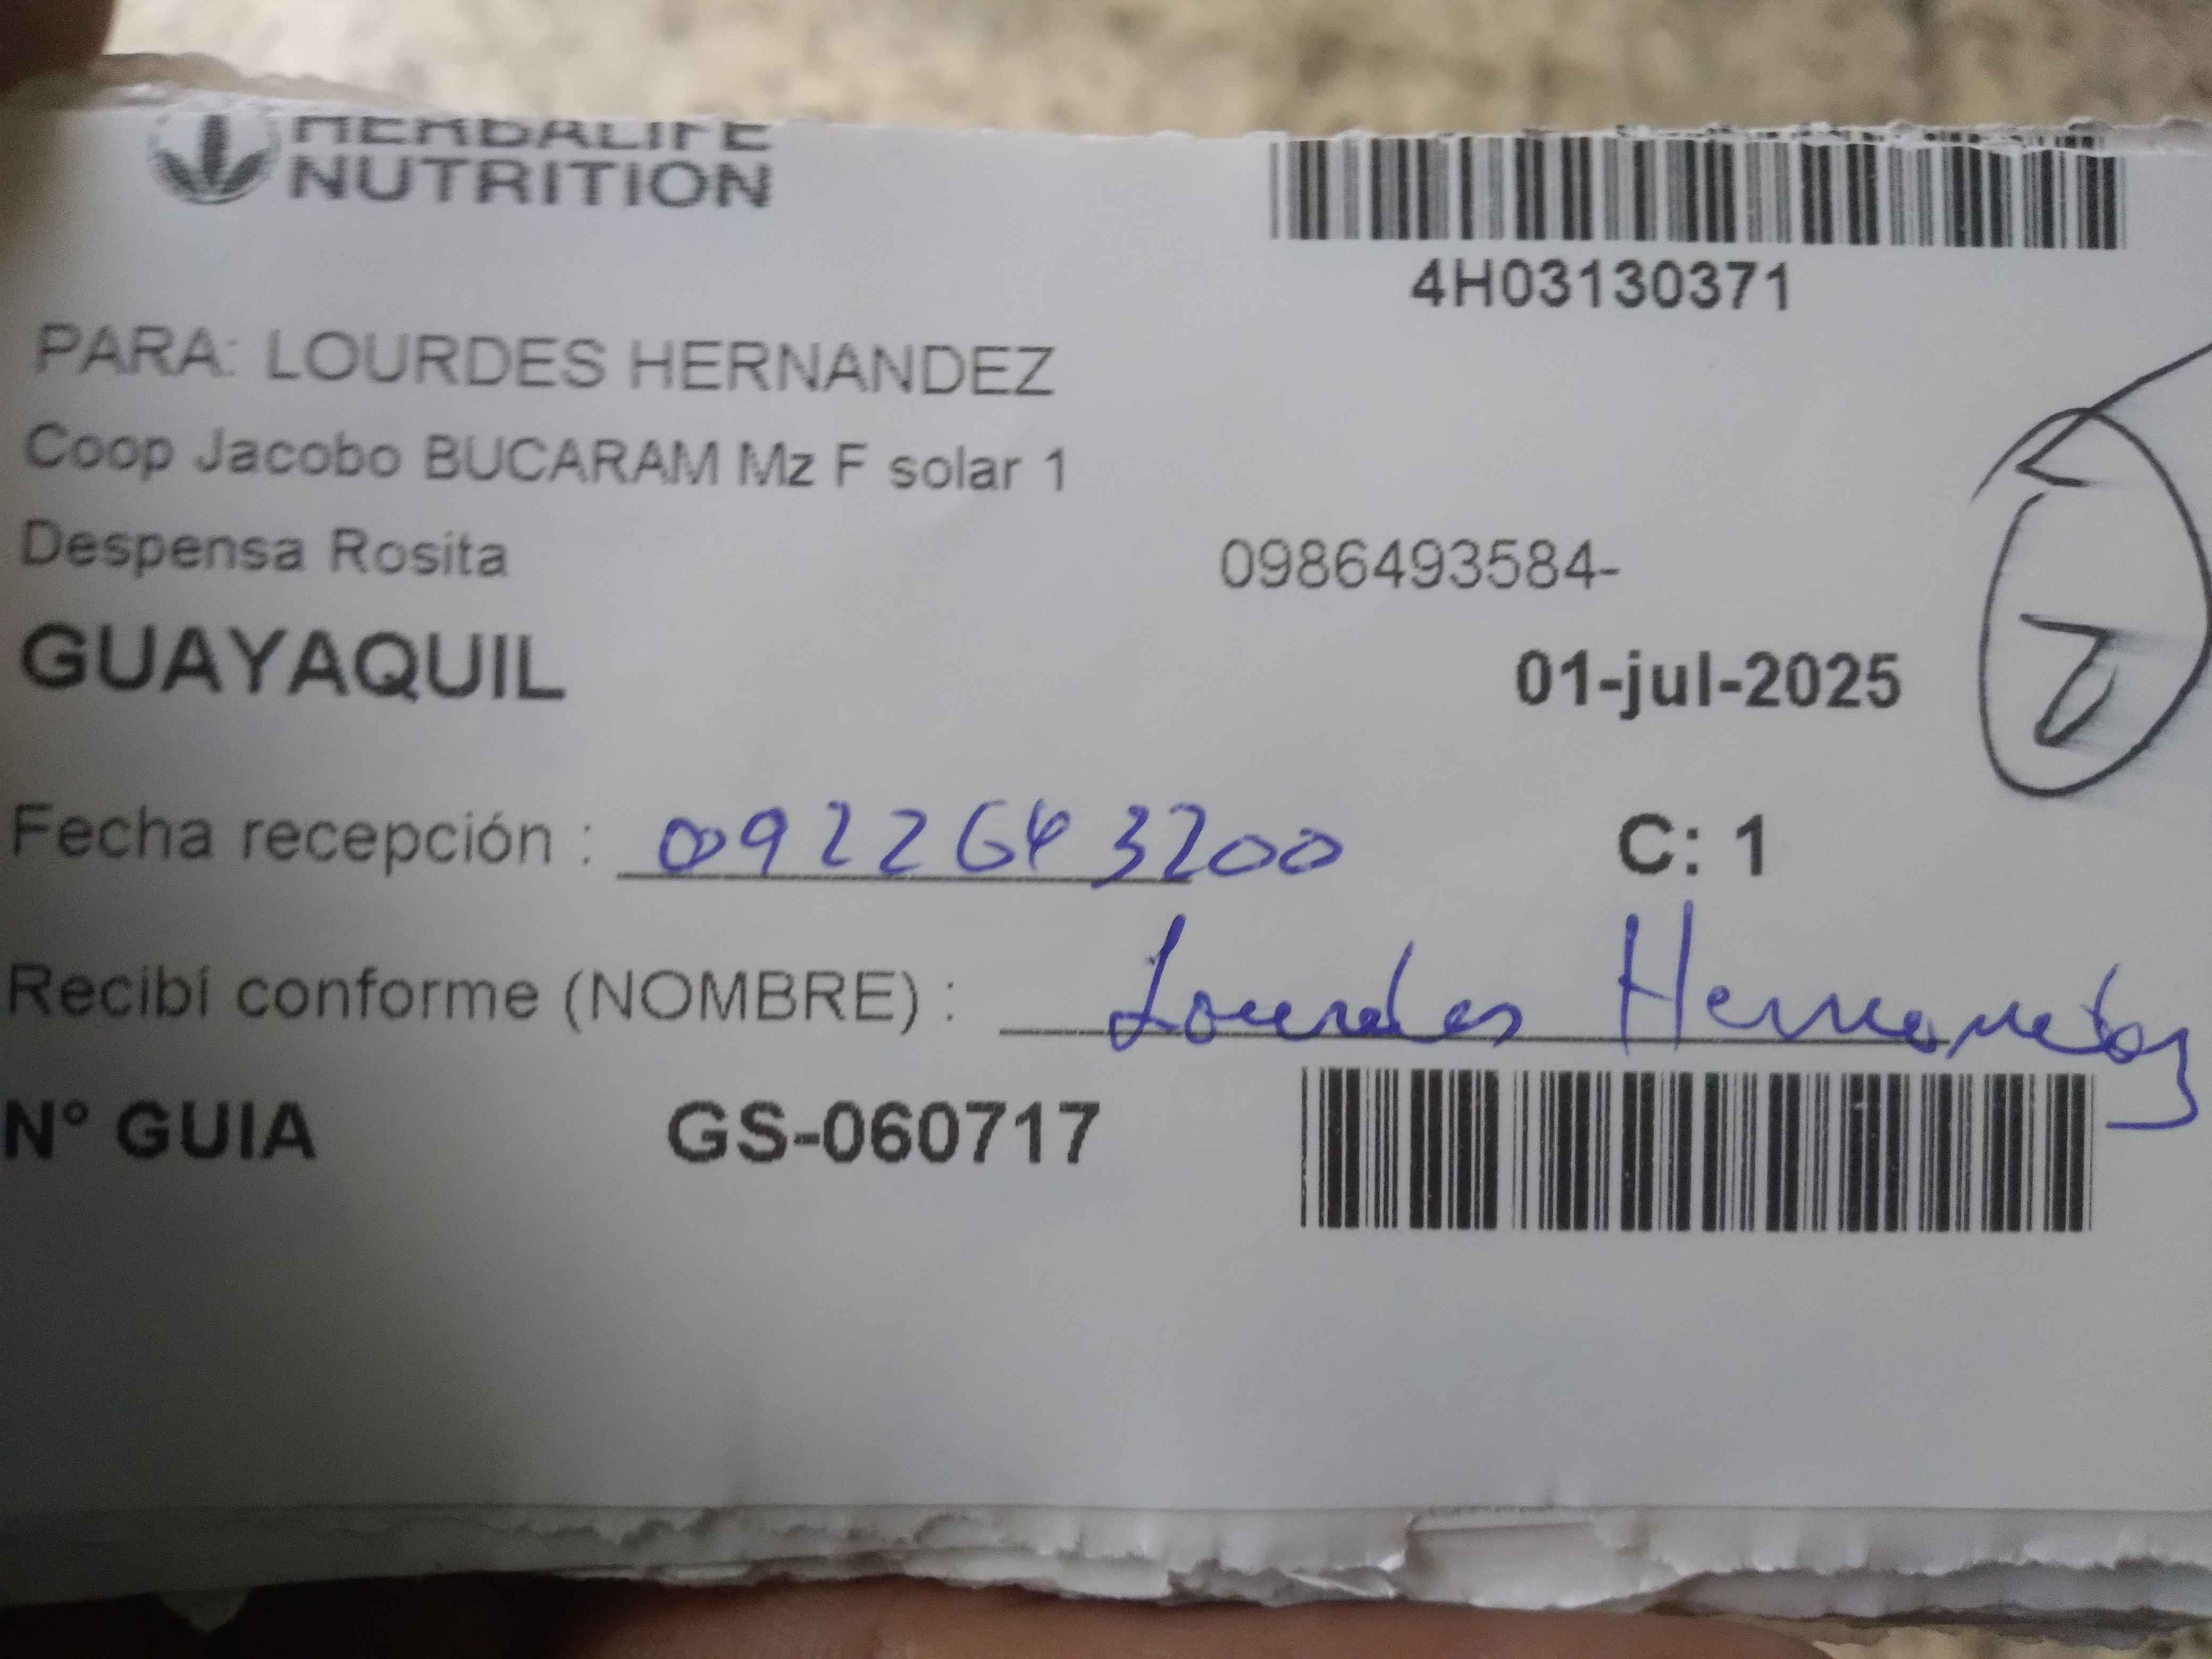 HERBALIFE
NUTRITION
4H03130371
PARA: LOURDES HERNANDEZ
Coop Jacobo BUCARAM Mz F solar 1
Despensa Rosita 0986493584-
GUAYAQUIL 01-jul-2025
Fecha recepción : 0922643200 C: 1
Recibí conforme (NOMBRE) : Lourdes Hernandez
N° GUIA GS-060717